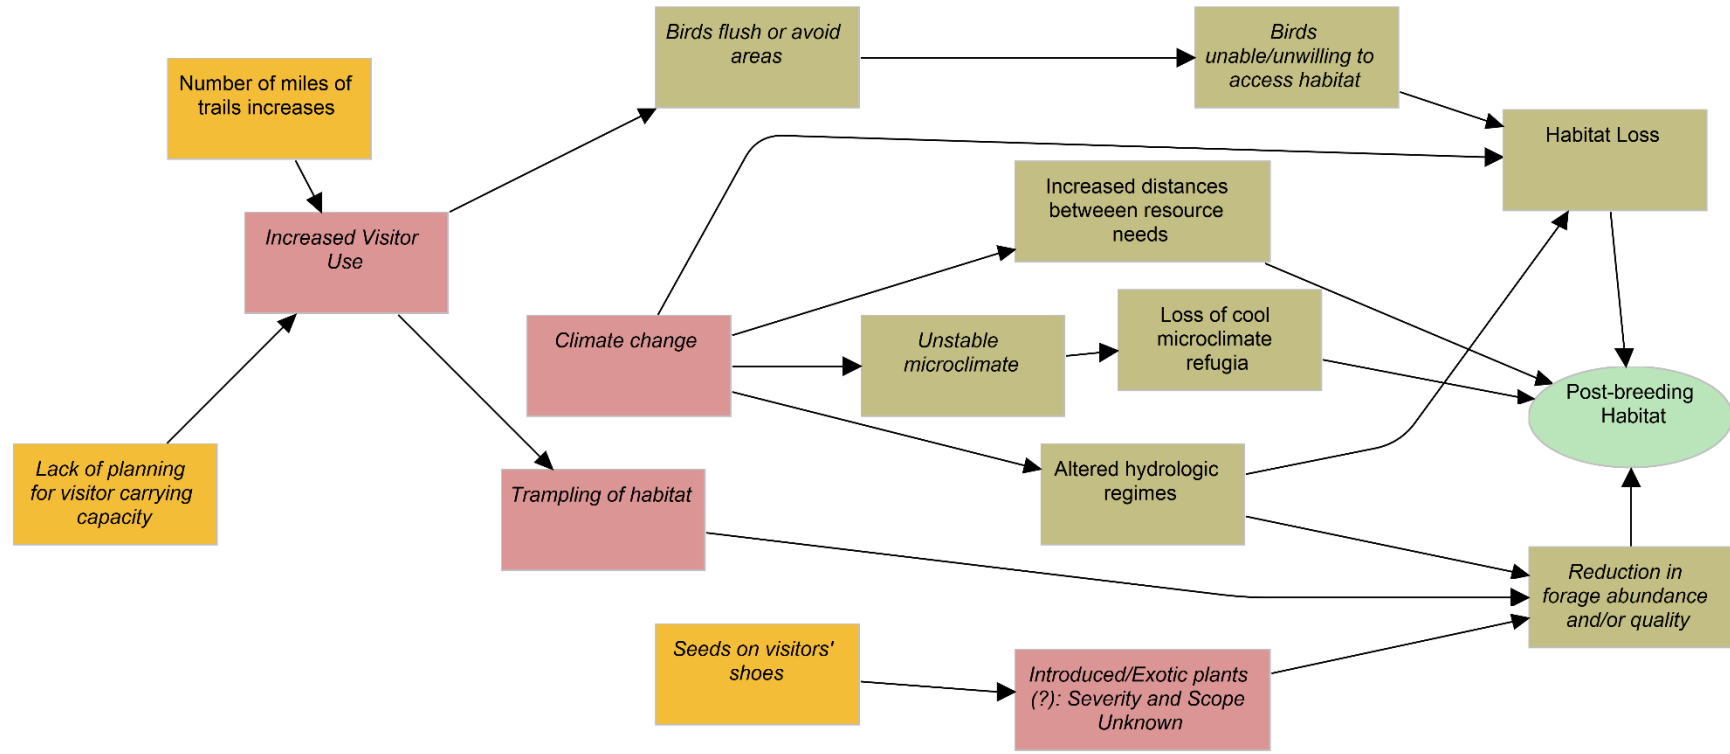 Birds flush or avoid
areas
Birds
unable/unwilling to
access habitat
Number of miles of
trails increases
Habitat Loss
Increased distances
betweeen resource
needs
Increased Visitor
Use
Climate change
Unstable
microclimate
Loss of cool
microclimate
refugia
Post-breeding
Habitat
Lack of planning
for visitor carrying
capacity
Trampling of habitat
Altered hydrologic
regimes
Reduction in
forage abundance
and/or quality
Seeds on visitors'
shoes
Introduced/Exotic plants
(?): Severity and Scope
Unknown